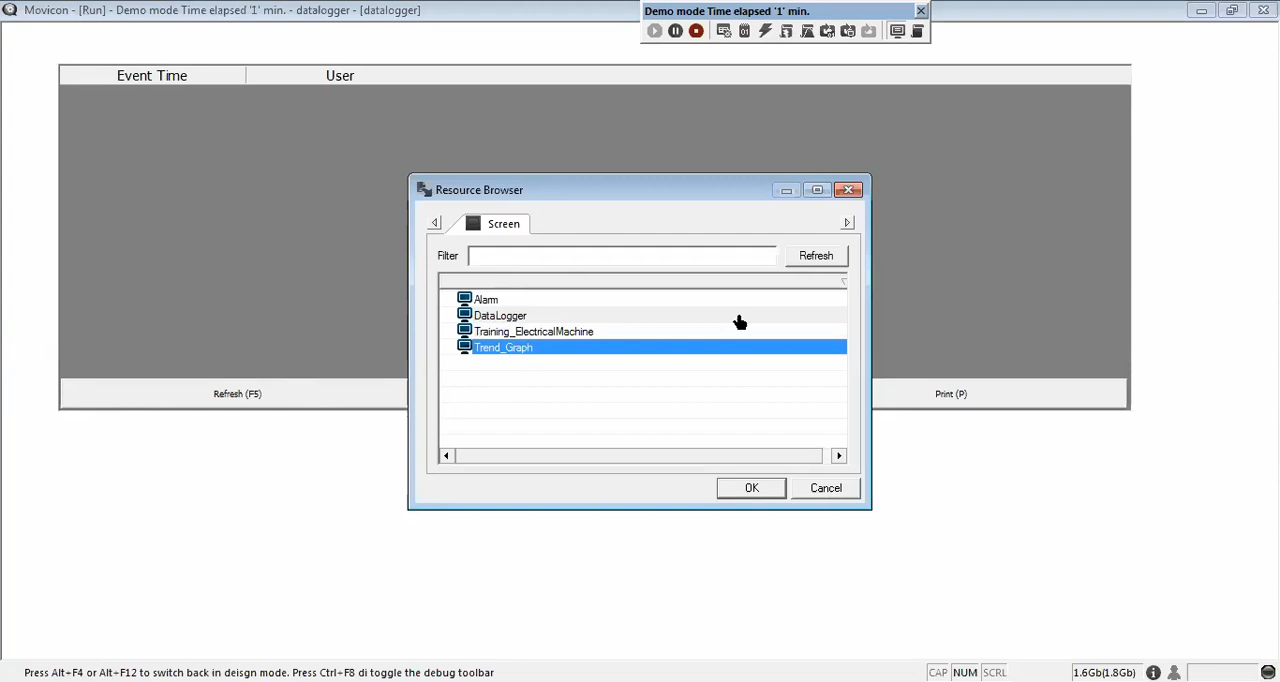 Movicon - [Run] - Demo mode Time elapsed '1' min. - datalogger - [datalogger]
Demo mode Time elapsed '1' min.
01
Event Time User
Resource Browser
Screen
Filter Refresh
Alarm
DataLogger
Training_ElectricalMachine
Trend_Graph
Refresh (F5) Print (P)
OK Cancel
Press Alt+F4 or Alt+F12 to switch back in deisgn mode. Press Ctrl+F8 di toggle the debug toolbar CAP NUM SCRL 1.6Gb(1.8Gb)